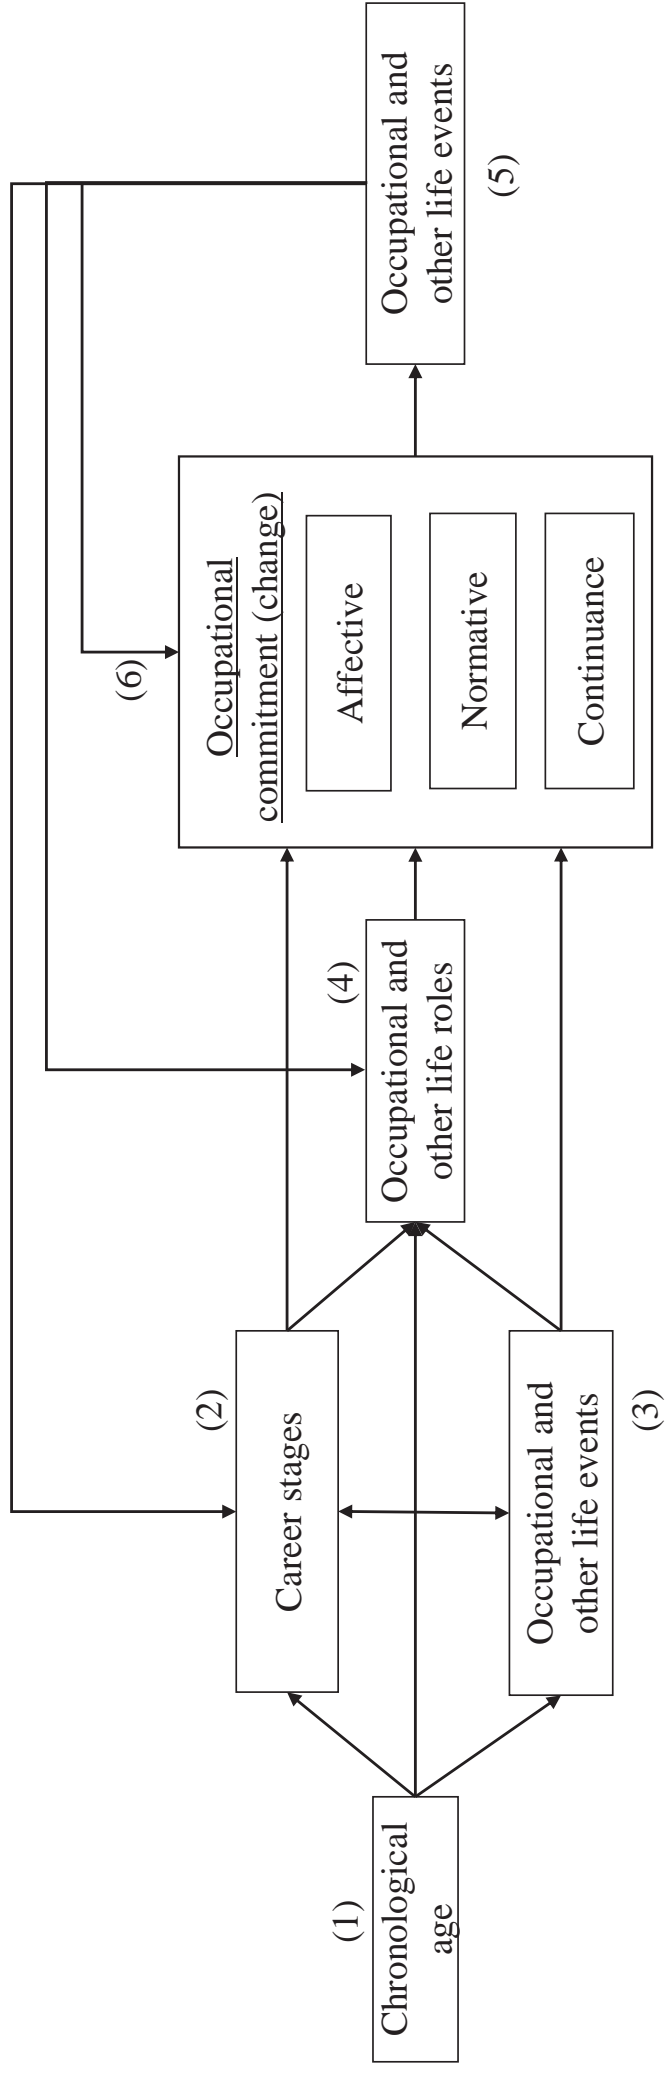 (1)
Chronological
age
(2)
Career stages
Occupational and
other life events
(3)
(4)
Occupational and
other life roles
(6)
Occupational
commitment (change)
Affective
Normative
Continuance
Occupational and
other life events
(5)